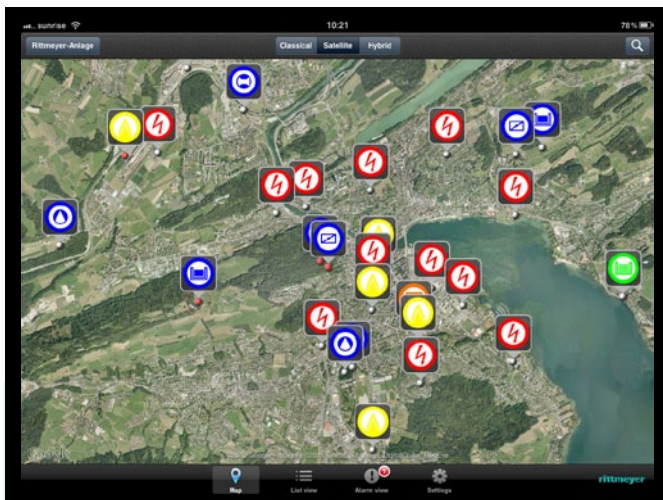 sunrise 10:21 78 %
Rittmeyer-Anlage Classical Satellite Hybrid
Map List view Alarm view Settings rittmeyer